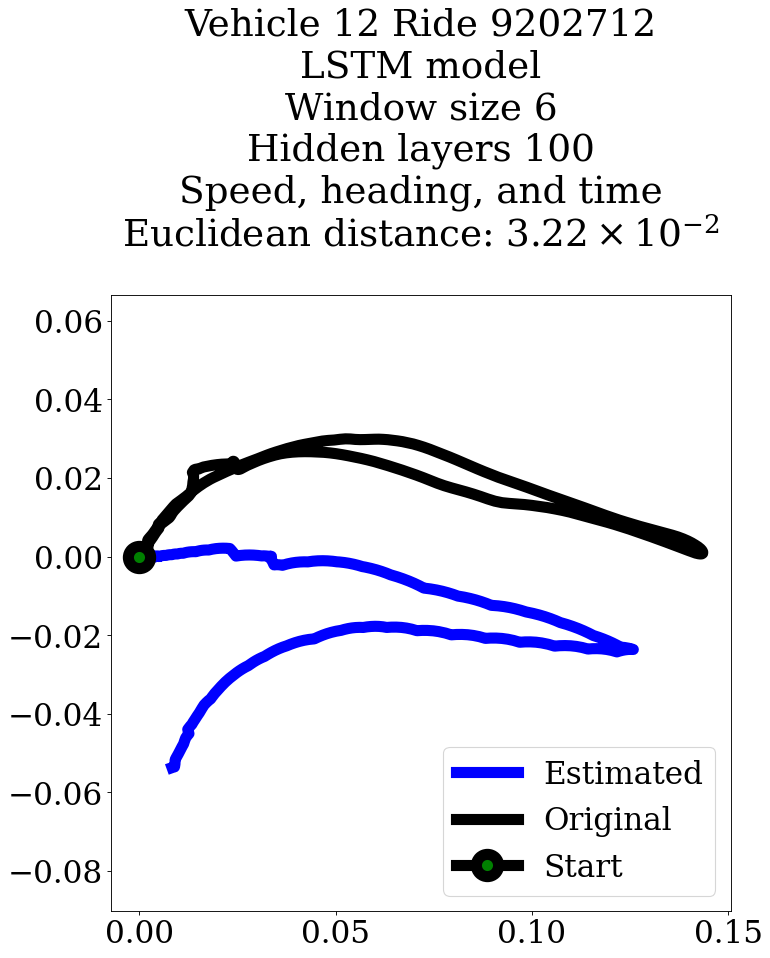 Vehicle 12 Ride 9202712
LSTM model
Window size 6
Hidden layers 100
Speed, heading, and time
Euclidean distance: 3.22 × 10⁻²
0.06
0.04
0.02
0.00
−0.02
−0.04
−0.06
−0.08
Estimated
Original
Start
0.00 0.05 0.10 0.15